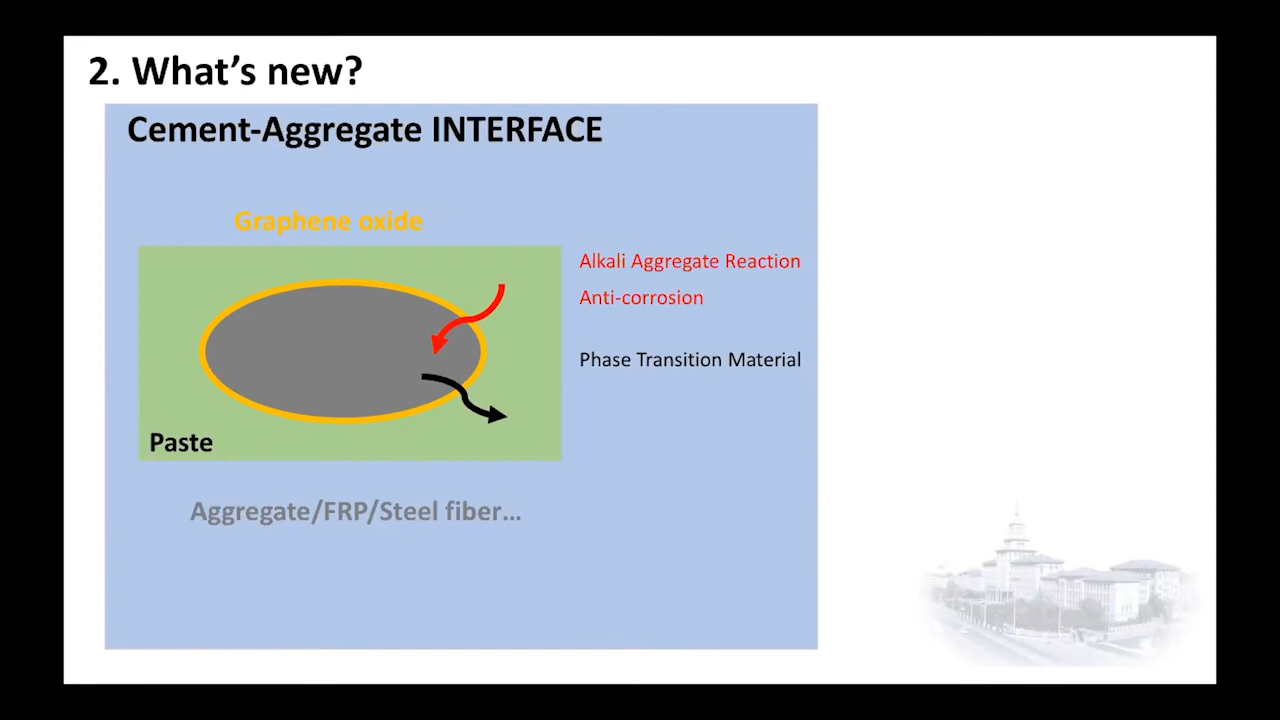 2. What's new?
Cement-Aggregate INTERFACE
Graphene oxide
Alkali Aggregate Reaction
Anti-corrosion
Phase Transition Material
Paste
Aggregate/FRP/Steel fiber...